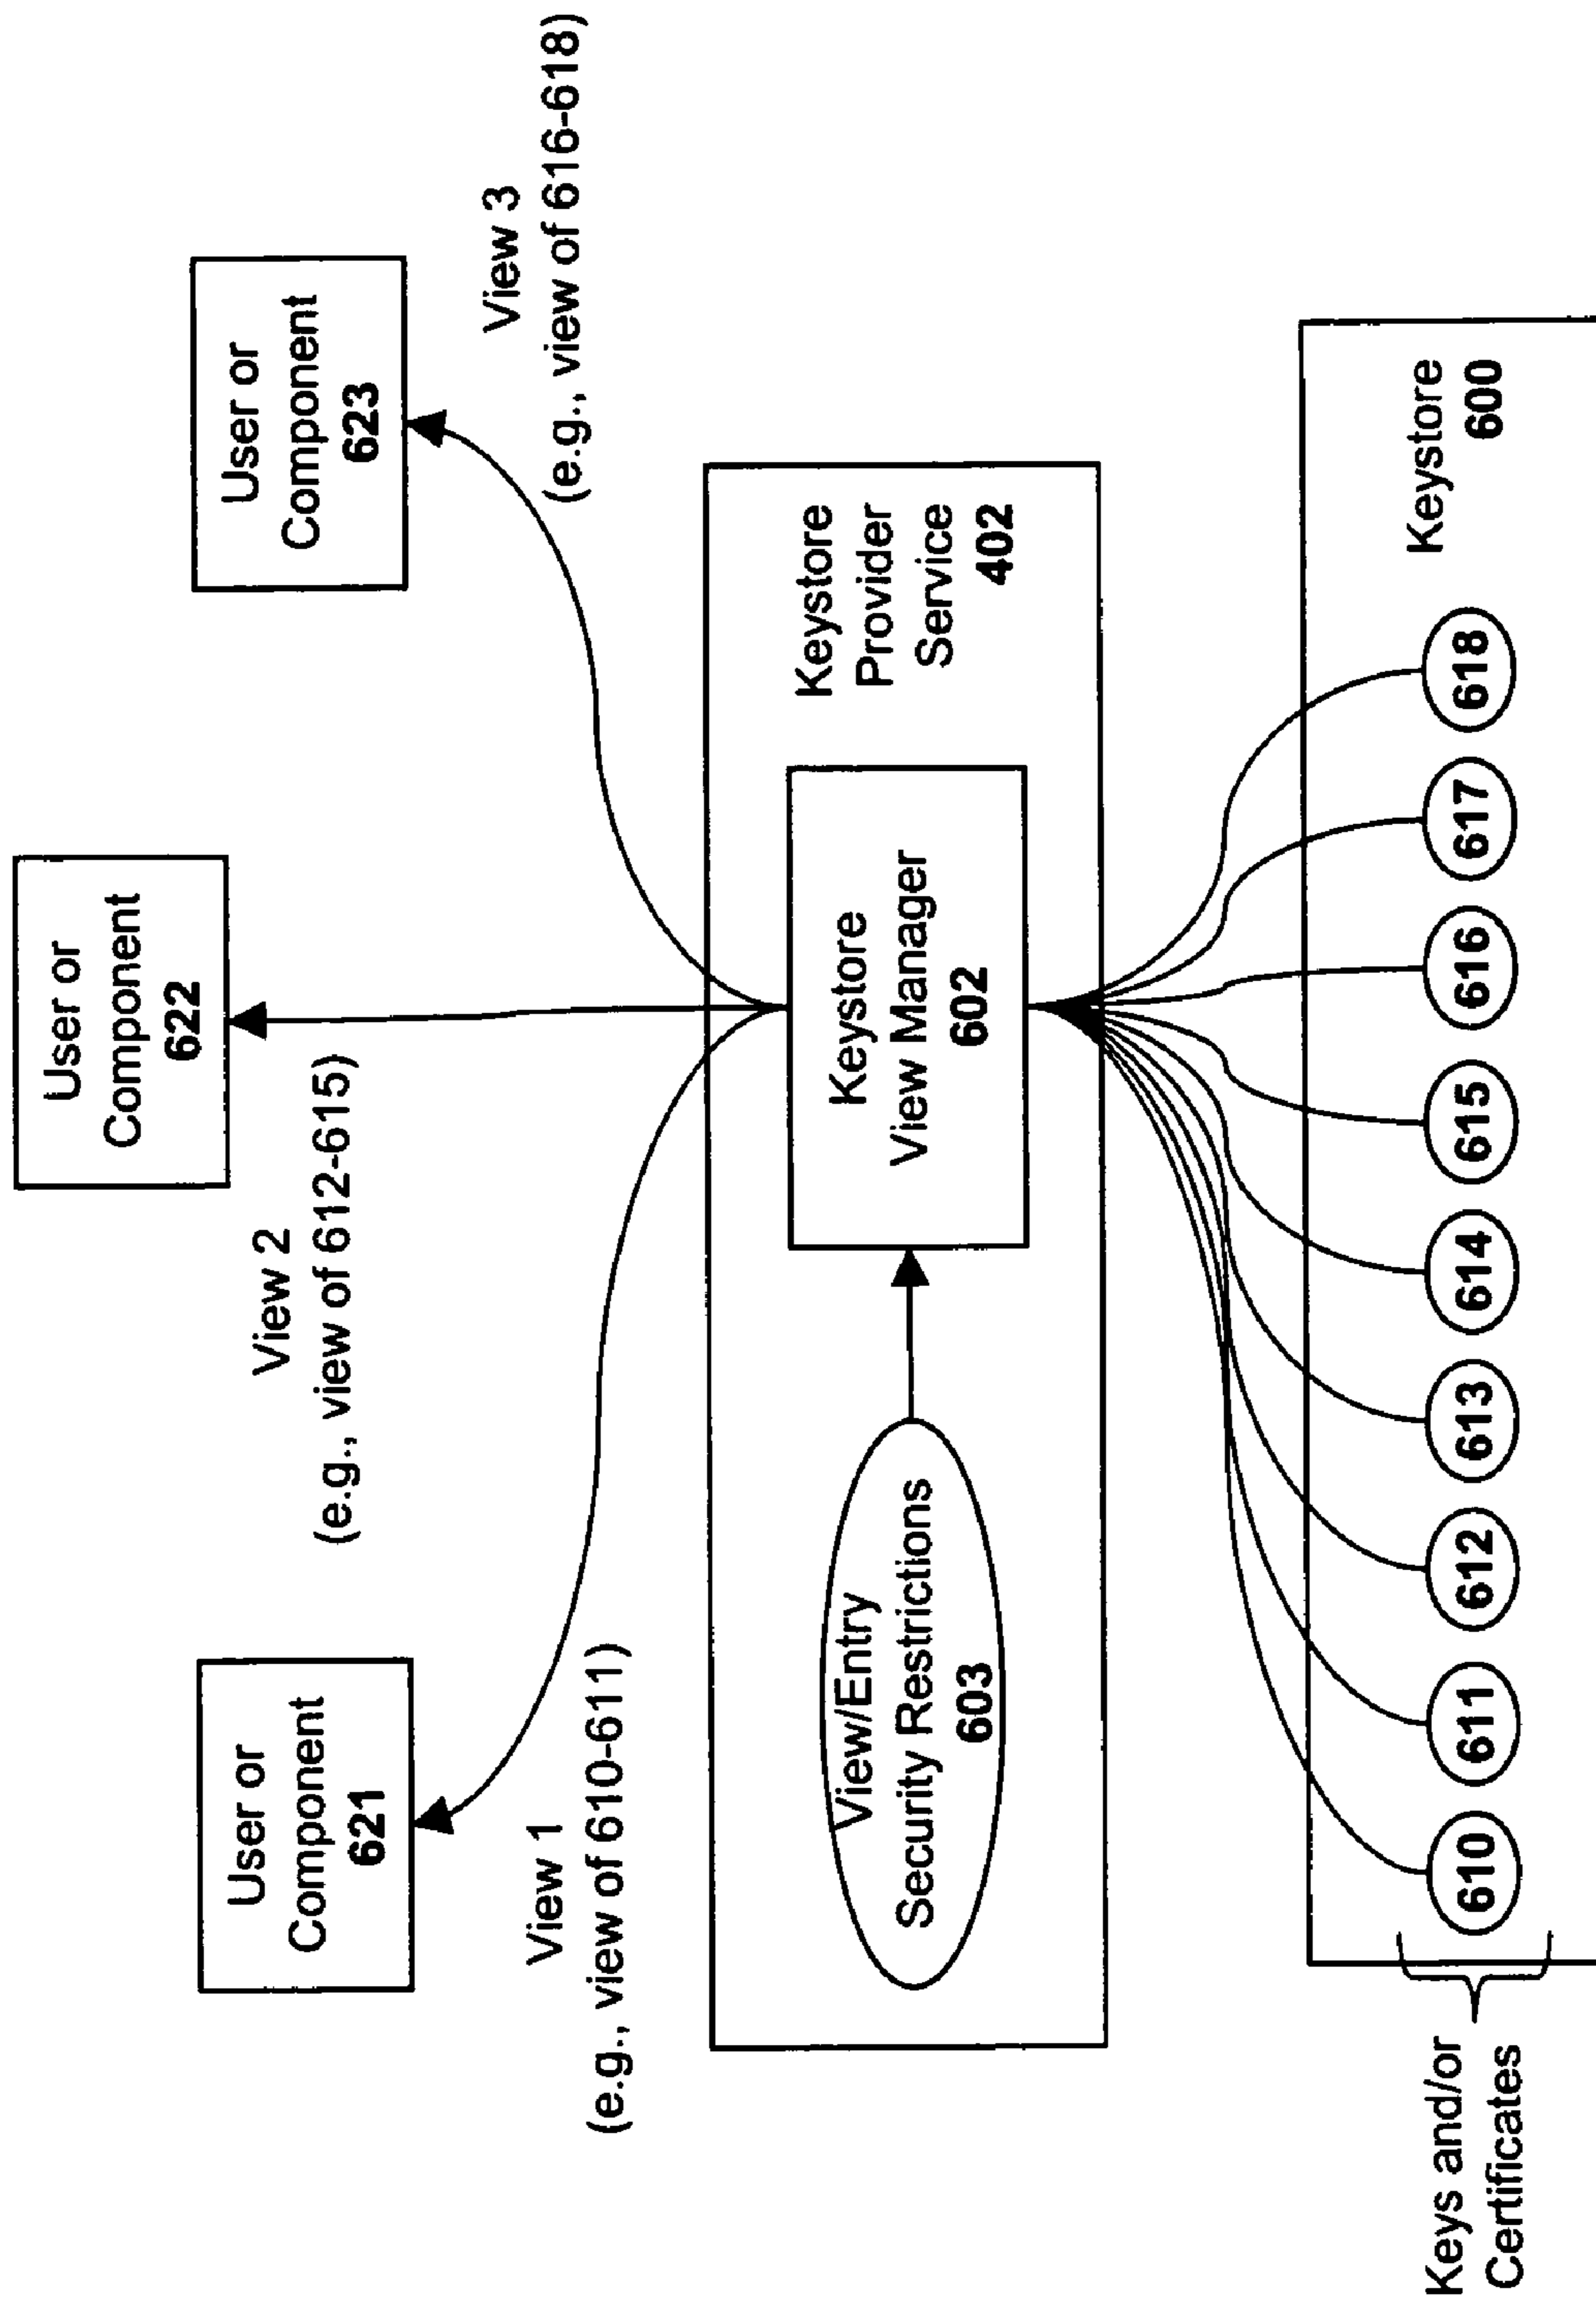 User or
Component
622
User or
Component
621
User or
Component
623
View 2
(e.g., view of 612-615)
View 1
(e.g., view of 610-611)
View 3
(e.g., view of 616-618)
View/Entry
Security Restrictions
603
Keystore
View Manager
602
Keystore
Provider
Service
402
Keys and/or
Certificates
610
611
612
613
614
615
616
617
618
Keystore
600